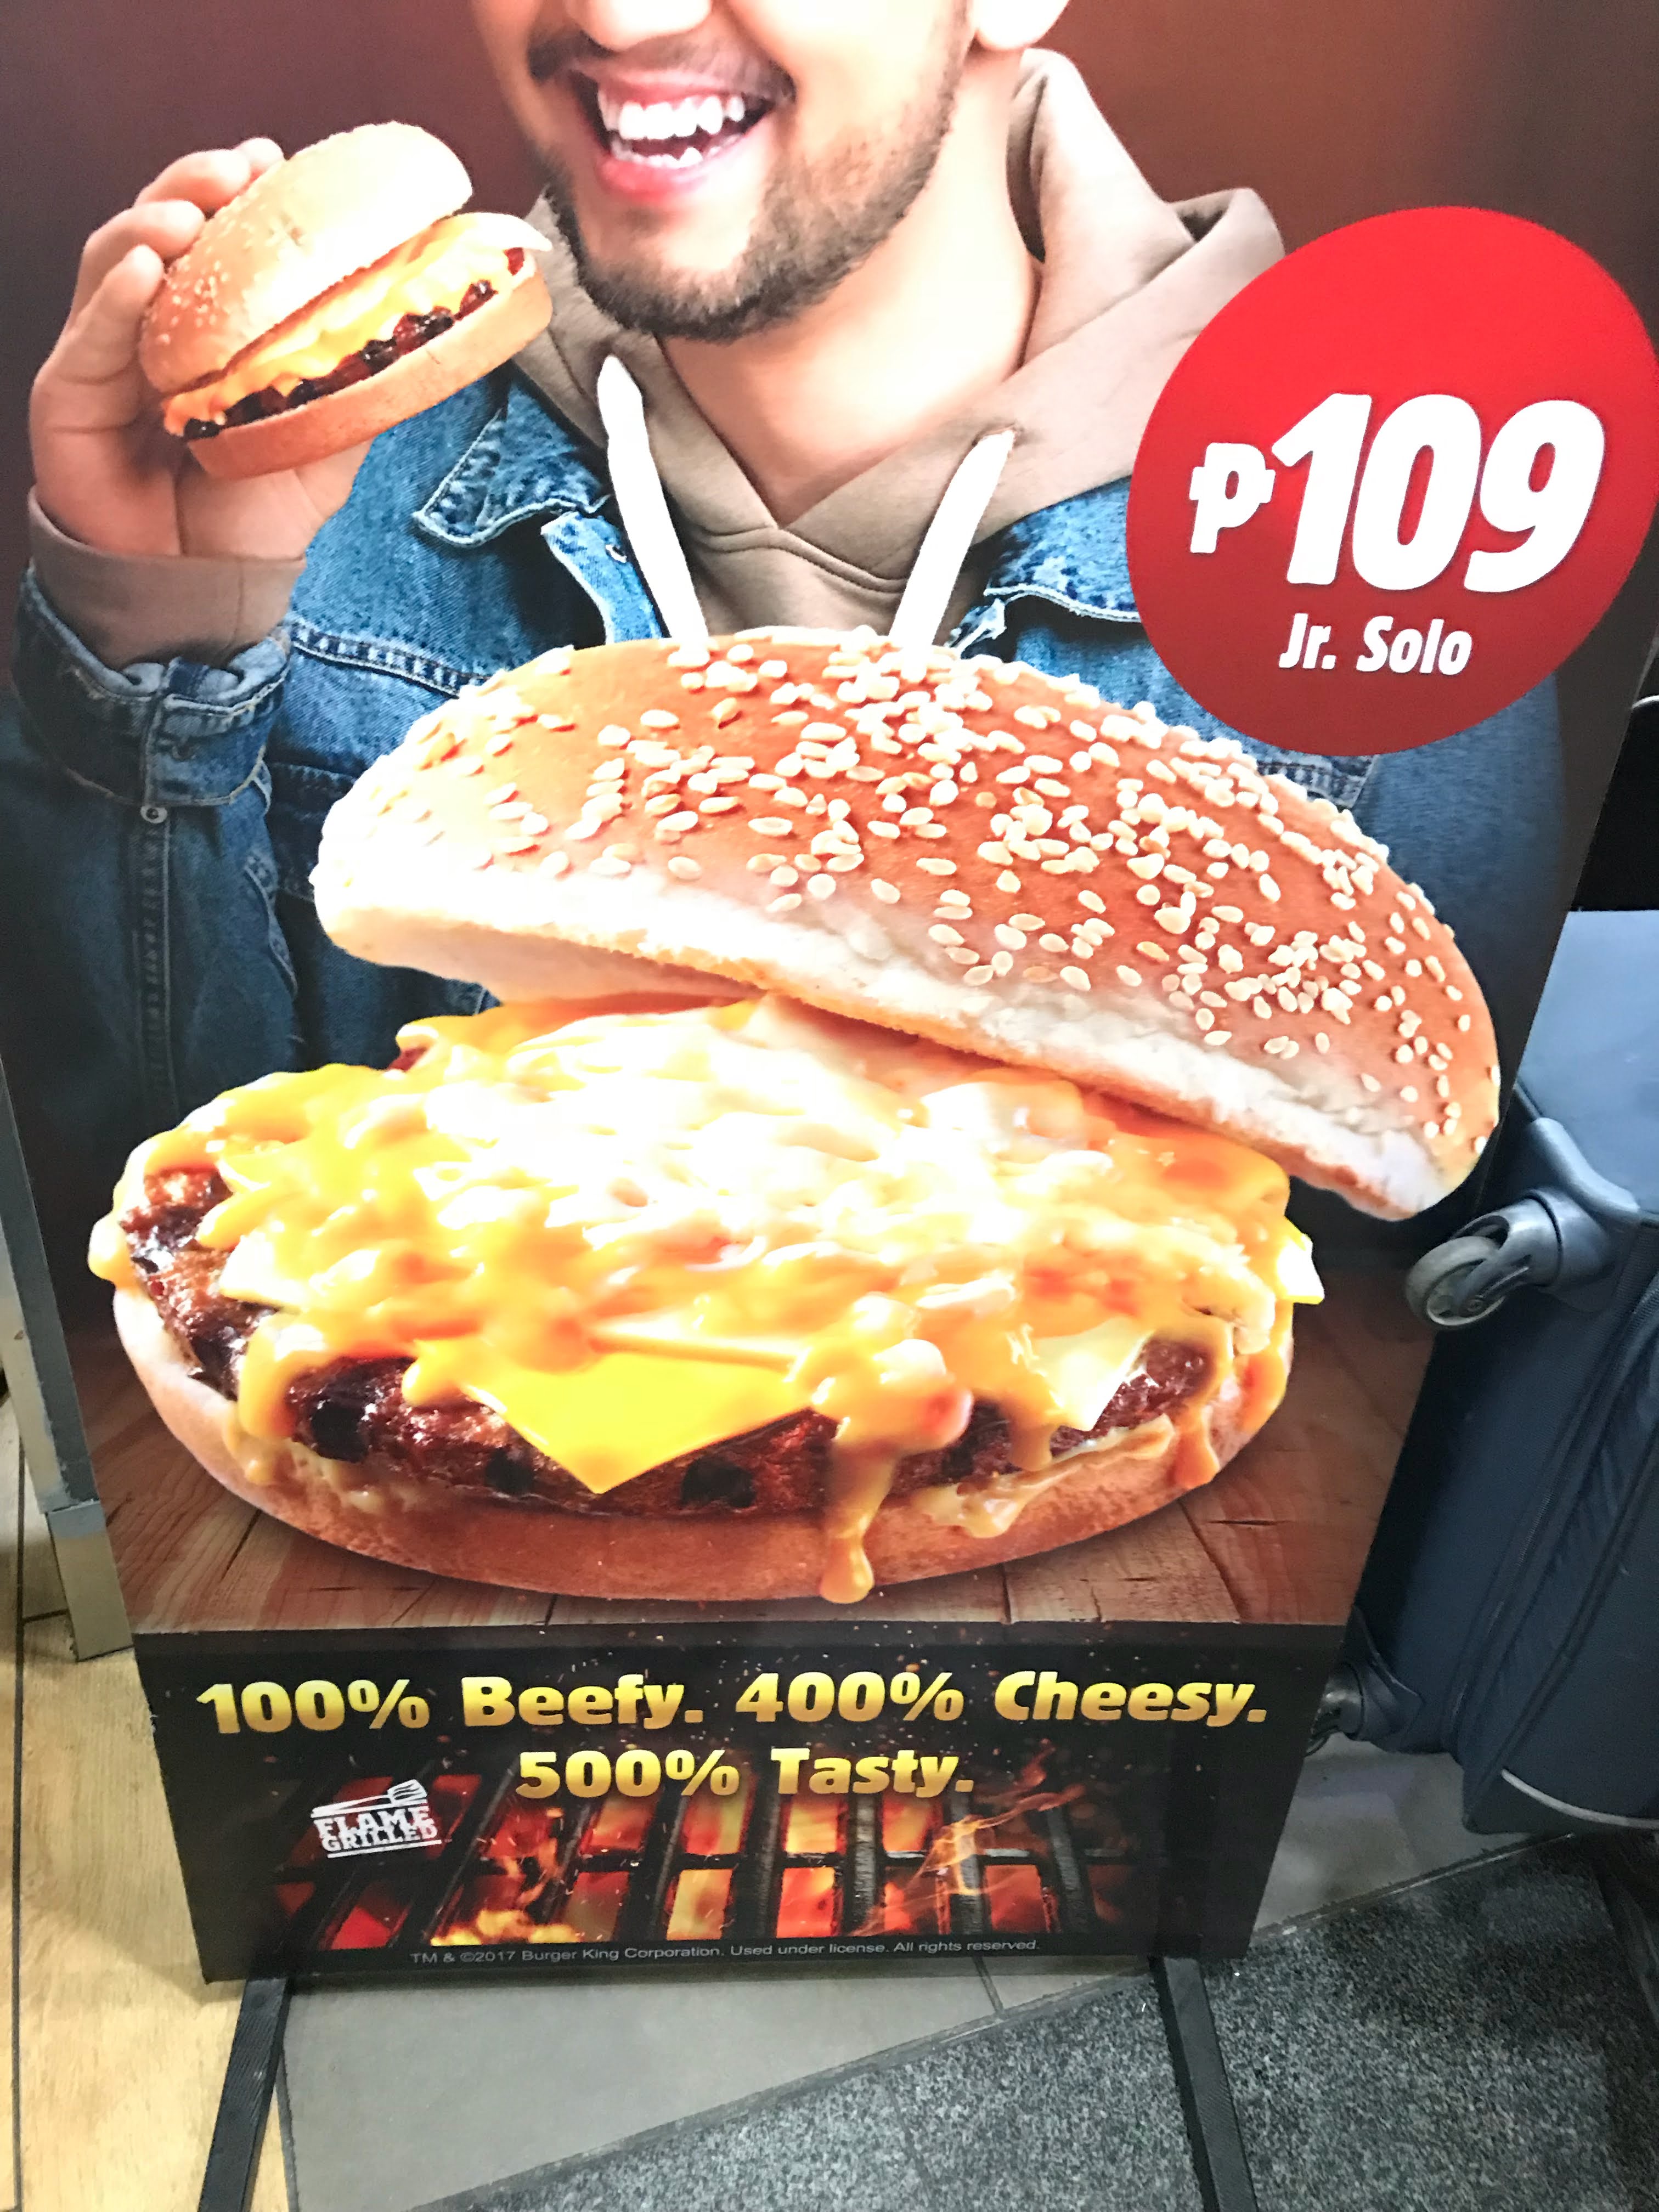 ₱109
Jr. Solo
100% Beefy. 400% Cheesy.
500% Tasty.
FLAME
GRILLED
TM & ©2017 Burger King Corporation. Used under license. All rights reserved.